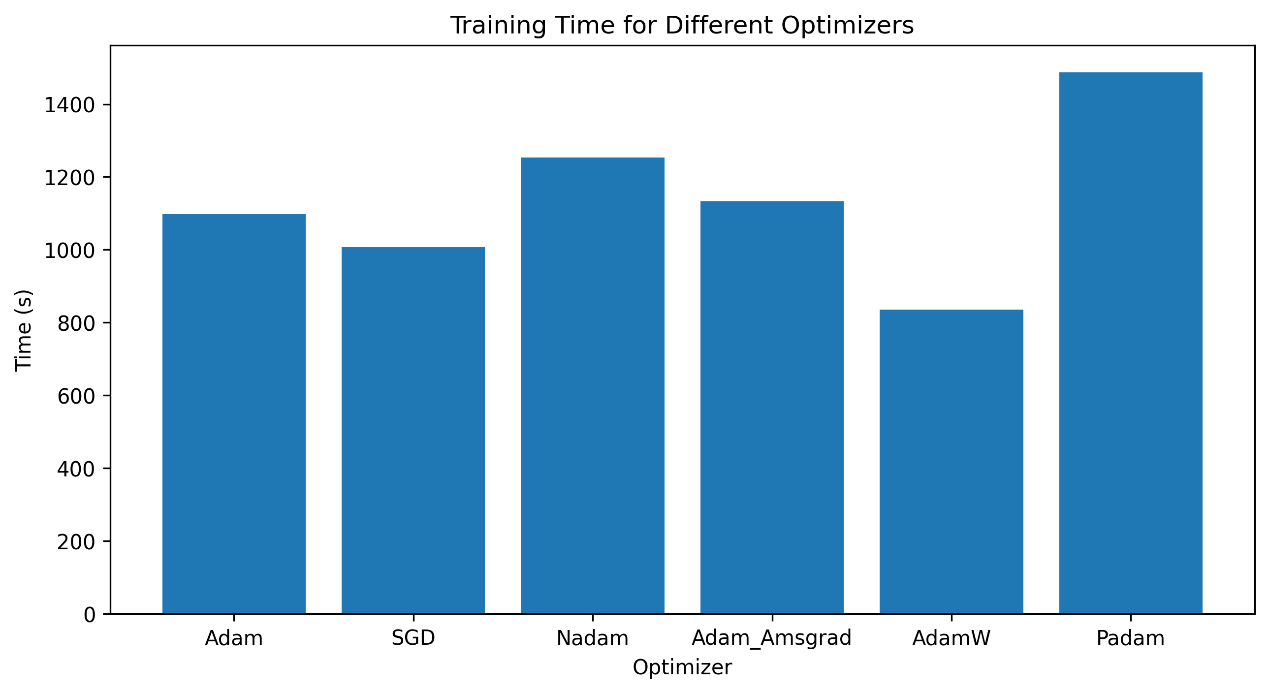 Training Time for Different Optimizers
1400
1200
1000
800
600
400
200
0
Time (s)
Adam SGD Nadam Adam_Amsgrad AdamW Padam
Optimizer